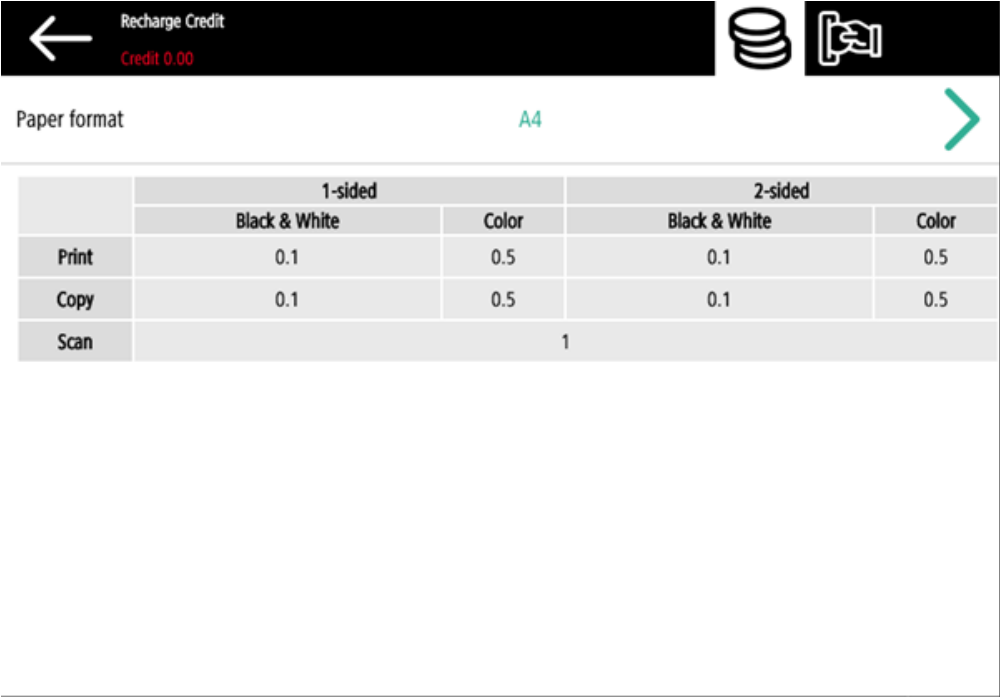 Recharge Credit
Credit 0.00
Paper format A4
1-sided 2-sided
Black & White Color Black & White Color
Print 0.1 0.5 0.1 0.5
Copy 0.1 0.5 0.1 0.5
Scan 1